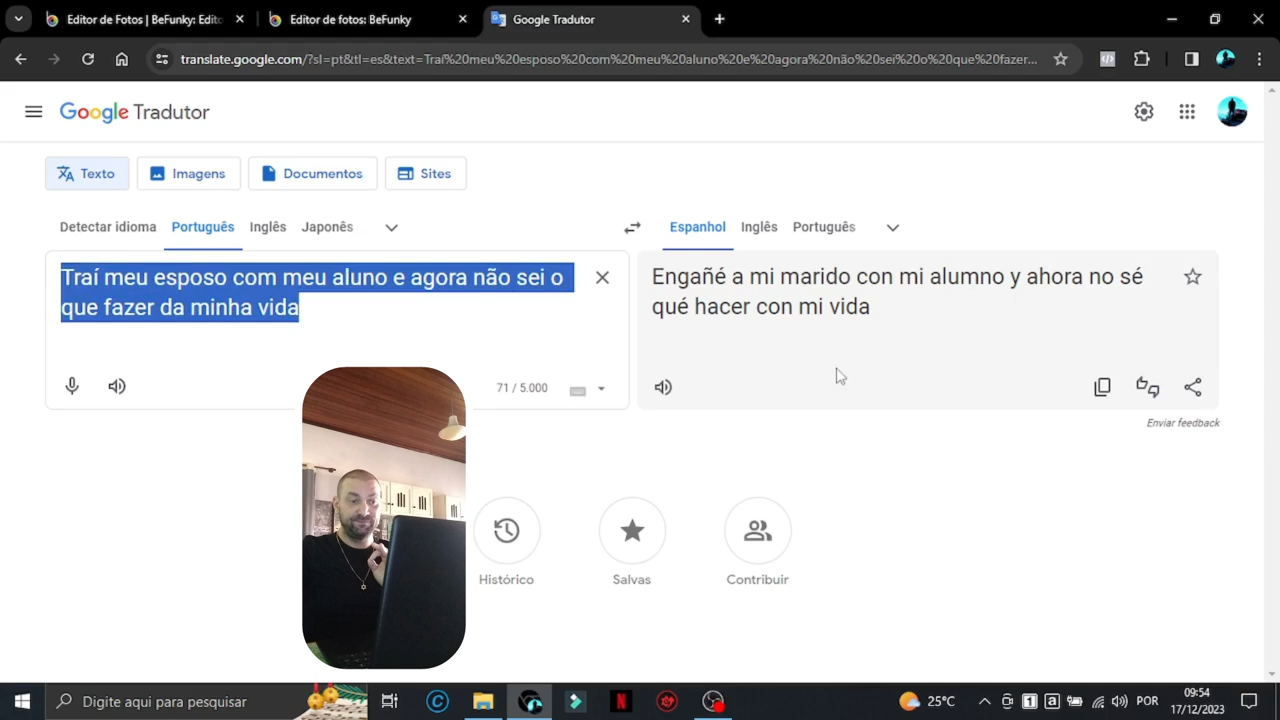 Editor de Fotos | BeFunky: Edito
Editor de fotos: BeFunky
Google Tradutor
translate.google.com/?sl=pt&tl=es&text=Traí%20meu%20esposo%20com%20meu%20aluno%20e%20agora%20não%20sei%20o%20que%20fazer...
Google Tradutor
Texto
Imagens
Documentos
Sites
Detectar idioma
Português
Inglês
Japonês
Espanhol
Inglês
Português
Traí meu esposo com meu aluno e agora não sei o
que fazer da minha vida
Engañé a mi marido con mi alumno y ahora no sé
qué hacer con mi vida
71 / 5.000
Enviar feedback
Histórico
Salvas
Contribuir
Digite aqui para pesquisar
25°C
POR
09:54
17/12/2023